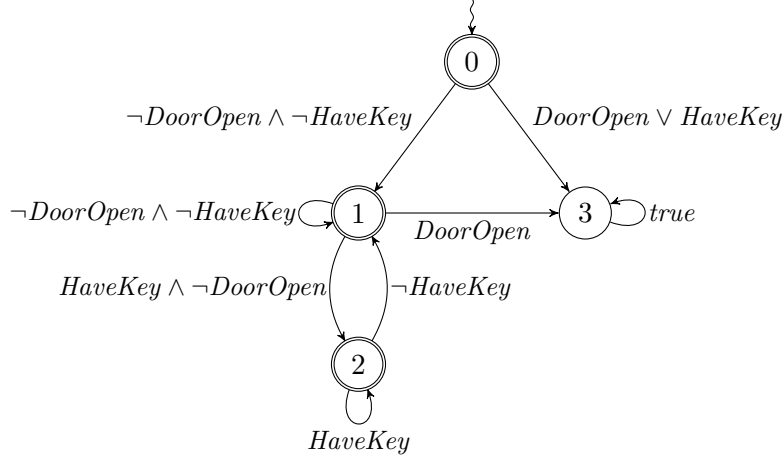 0
¬DoorOpen ∧ ¬HaveKey
DoorOpen ∨ HaveKey
¬DoorOpen ∧ ¬HaveKey
1
3
true
DoorOpen
HaveKey ∧ ¬DoorOpen
¬HaveKey
2
HaveKey